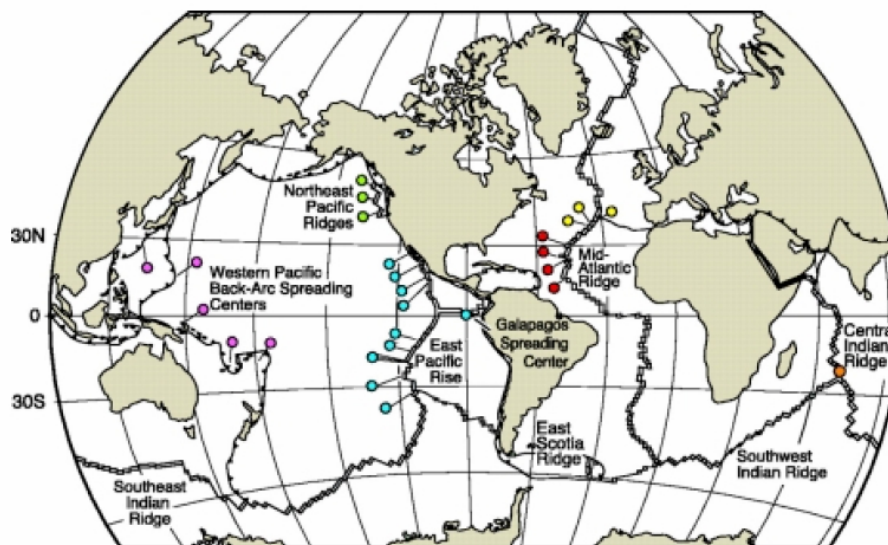 Northeast
Pacific
Ridges
30N
Western Pacific
Back-Arc Spreading
Centers
Mid-
Atlantic
Ridge
0
East
Pacific
Rise
Galapagos
Spreading
Center
Central
Indian
Ridge
30S
East
Scotia
Ridge
Southwest
Indian Ridge
Southeast
Indian
Ridge